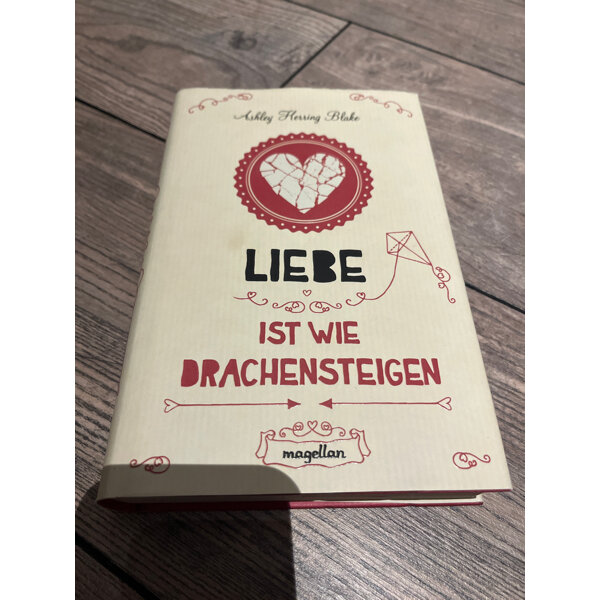 Ashley Herring Blake
LIEBE
IST WIE
DRACHENSTEIGEN
magellan